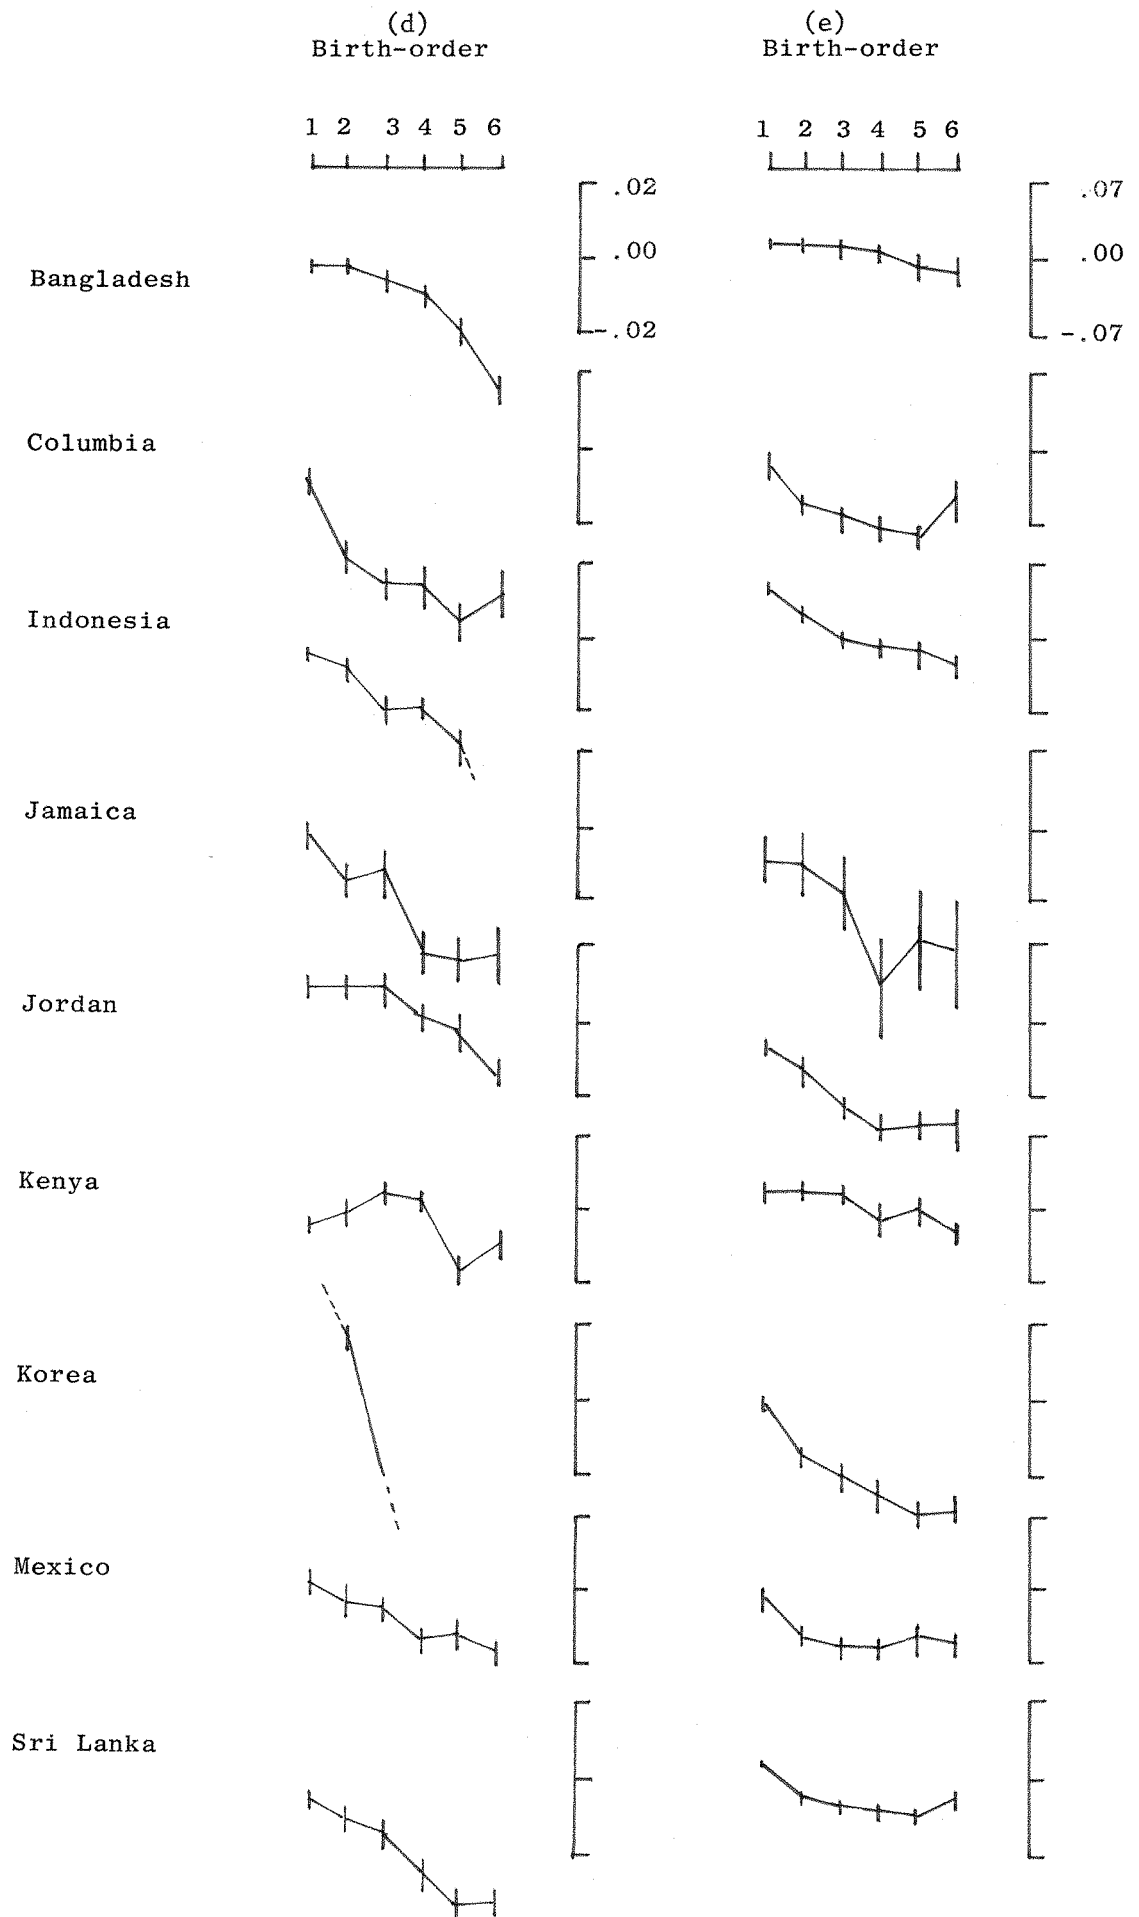 (d)
Birth-order
(e)
Birth-order
1 2 3 4 5 6
1 2 3 4 5 6
.02
.00
-.02
.07
.00
-.07
Bangladesh
Columbia
Indonesia
Jamaica
Jordan
Kenya
Korea
Mexico
Sri Lanka